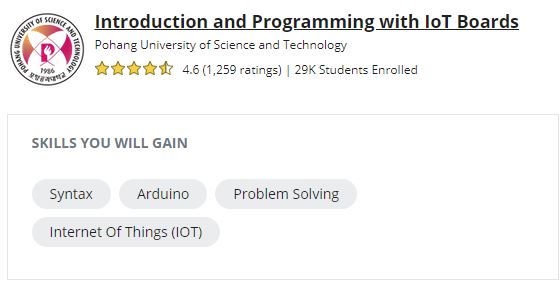 Introduction and Programming with IoT Boards
Pohang University of Science and Technology
4.6 (1,259 ratings) | 29K Students Enrolled
POHANG UNIVERSITY OF SCIENCE AND TECHNOLOGY
1986
포항공과대학교
SKILLS YOU WILL GAIN
Syntax Arduino Problem Solving
Internet Of Things (IOT)